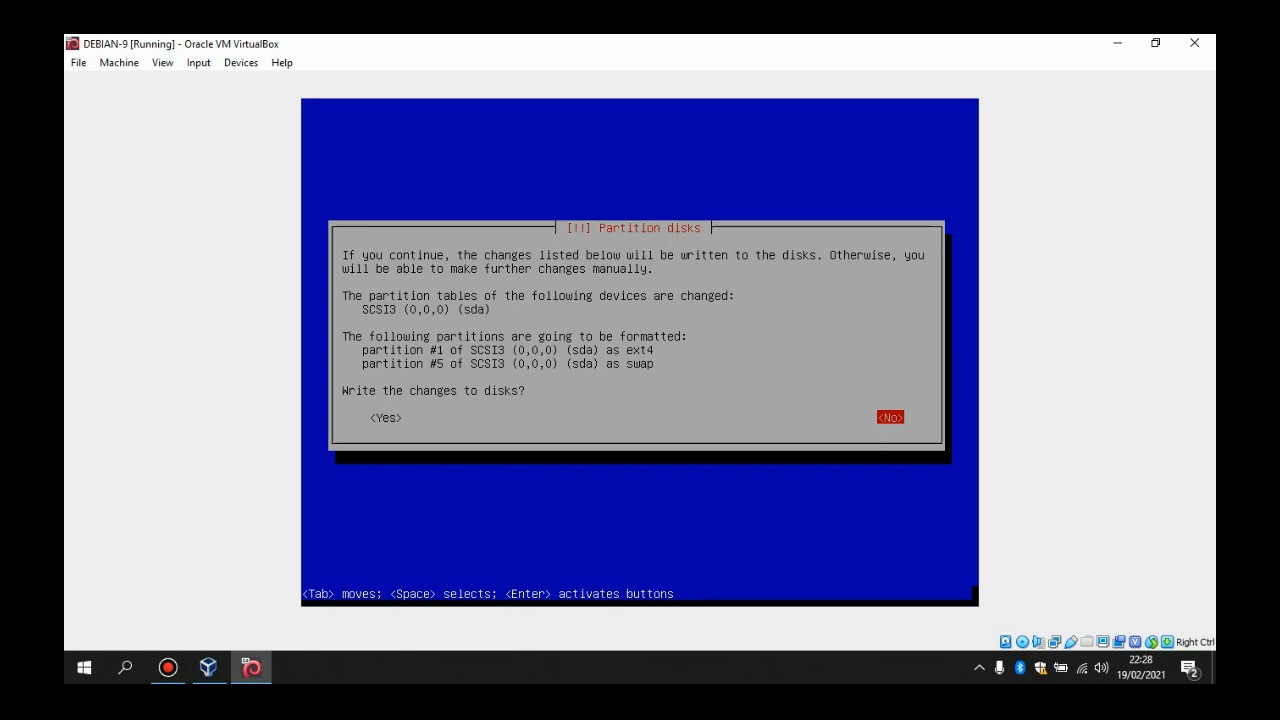 DEBIAN-9 [Running] - Oracle VM VirtualBox
File Machine View Input Devices Help
[!!] Partition disks
If you continue, the changes listed below will be written to the disks. Otherwise, you
will be able to make further changes manually.
The partition tables of the following devices are changed:
SCSI3 (0,0,0) (sda)
The following partitions are going to be formatted:
partition #1 of SCSI3 (0,0,0) (sda) as ext4
partition #5 of SCSI3 (0,0,0) (sda) as swap
Write the changes to disks?
<Yes> <No>
<Tab> moves; <Space> selects; <Enter> activates buttons
Right Ctrl
22:28
19/02/2021
2